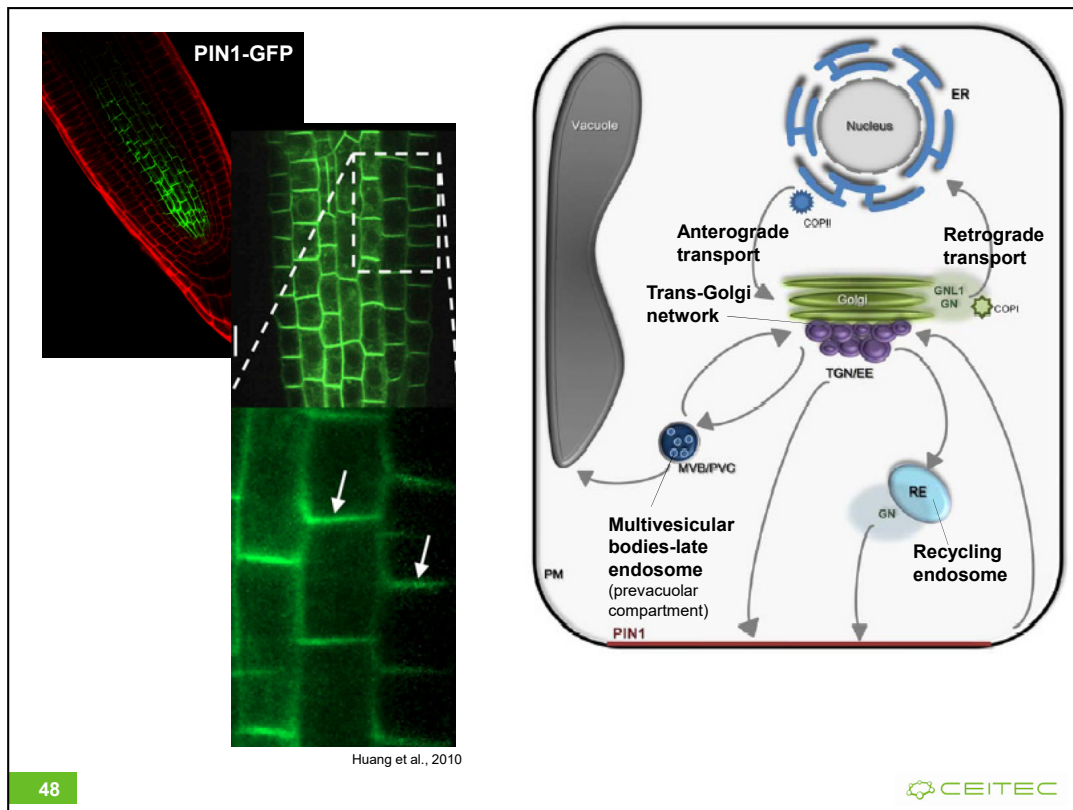 PIN1-GFP
Huang et al., 2010
ER
Nucleus
Vacuole
COPII
Anterograde
transport
Retrograde
transport
Trans-Golgi
network
Golgi
GNL1
GN
COPI
TGN/EE
MVB/PVC
RE
GN
Multivesicular
bodies-late
endosome
(prevacuolar
compartment)
Recycling
endosome
PM
PIN1
48
CEITEC